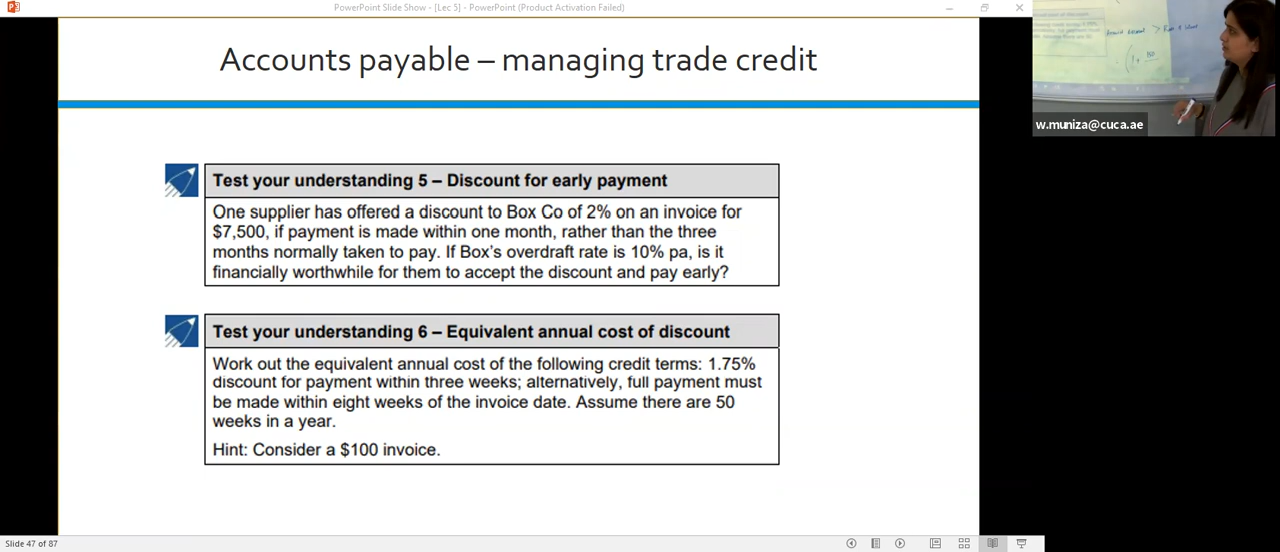 PowerPoint Slide Show - [Lec 5] - PowerPoint (Product Activation Failed)
Accounts payable – managing trade credit
w.muniza@cuca.ae
Test your understanding 5 – Discount for early payment
One supplier has offered a discount to Box Co of 2% on an invoice for
$7,500, if payment is made within one month, rather than the three
months normally taken to pay. If Box's overdraft rate is 10% pa, is it
financially worthwhile for them to accept the discount and pay early?
Test your understanding 6 – Equivalent annual cost of discount
Work out the equivalent annual cost of the following credit terms: 1.75%
discount for payment within three weeks; alternatively, full payment must
be made within eight weeks of the invoice date. Assume there are 50
weeks in a year.
Hint: Consider a $100 invoice.
Slide 47 of 87